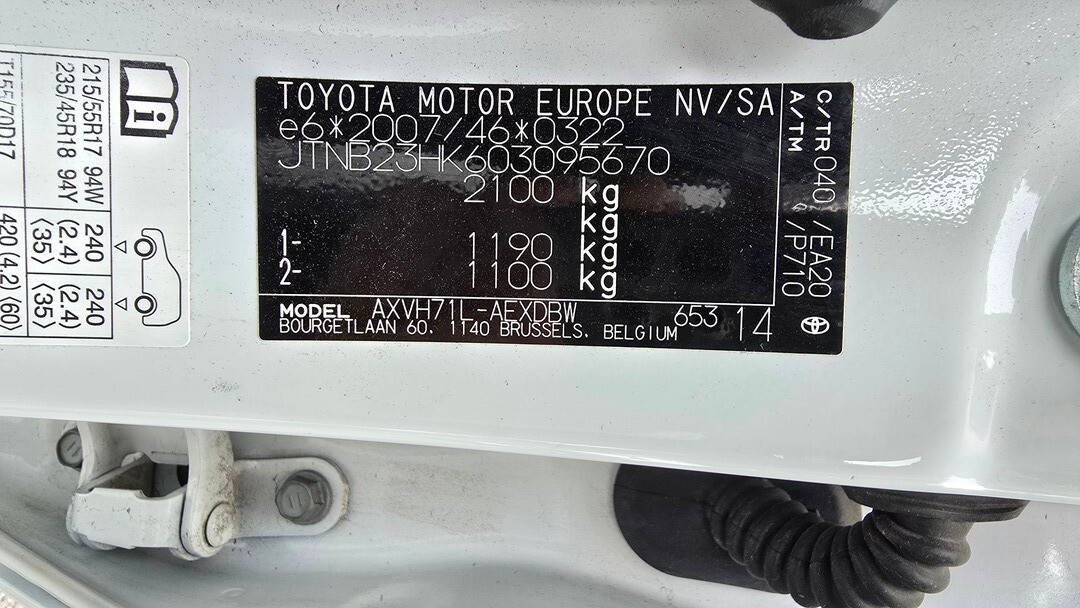 TOYOTA MOTOR EUROPE NV/SA
e6*2007/46*0322
JTNB23HK603095670
2100 kg
kg
1- 1190 kg
2- 1100 kg
MODEL AXVH71L-AEXDBW
BOURGETLAAN 60, 1140 BRUSSELS, BELGIUM
653 14
C/TR 040 /EA20
A/TM /P710
i
215/55R17 94W
235/45R18 94Y
240 (2.4) ⟨35⟩
240 (2.4) ⟨35⟩
T155/70D17
420 (4.2) ⟨60⟩